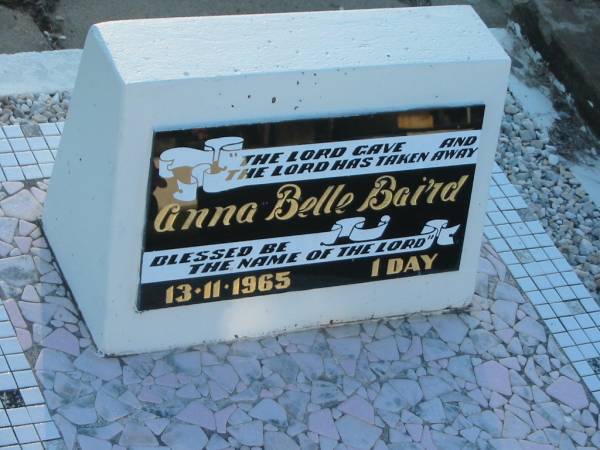 "THE LORD GAVE AND
THE LORD HAS TAKEN AWAY
Anna Belle Baird
BLESSED BE
THE NAME OF THE LORD"
13·11·1965 1 DAY